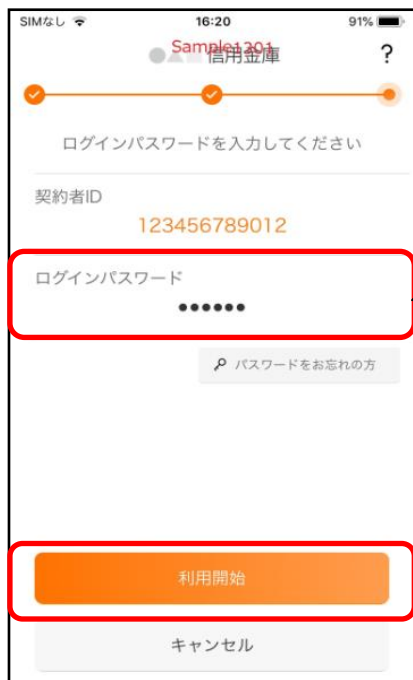 SIMなし 16:20 91%
●▲■信用金庫 ?
Sample1201
ログインパスワードを入力してください
契約者ID
123456789012
ログインパスワード
••••••
パスワードをお忘れの方
利用開始
キャンセル